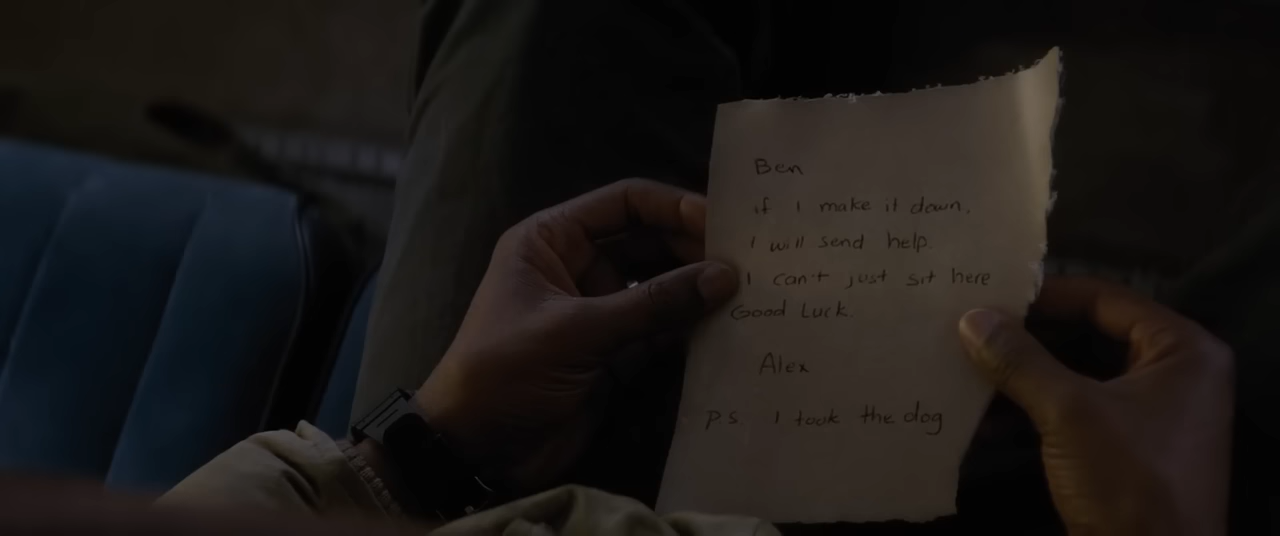 Ben
if I make it down,
I will send help.
I can't just sit here
Good Luck.
Alex
P.S. I took the dog